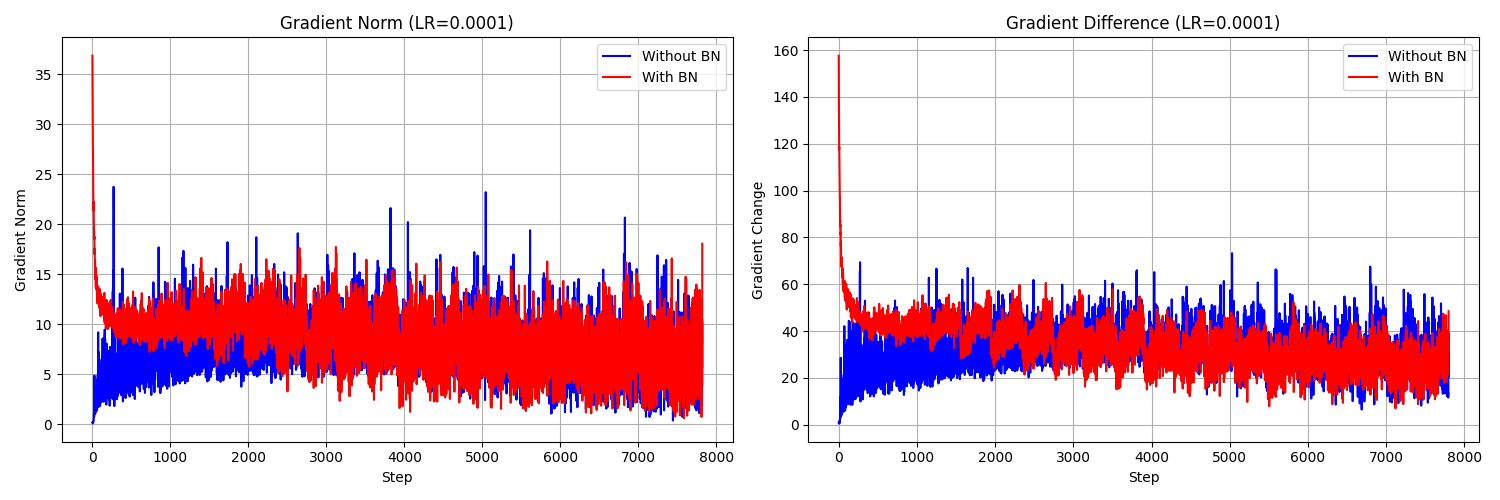 Gradient Norm (LR=0.0001)
Gradient Norm
35
30
25
20
15
10
5
0
Without BN
With BN
0 1000 2000 3000 4000 5000 6000 7000 8000
Step
Gradient Difference (LR=0.0001)
Gradient Change
160
140
120
100
80
60
40
20
0
Without BN
With BN
0 1000 2000 3000 4000 5000 6000 7000 8000
Step